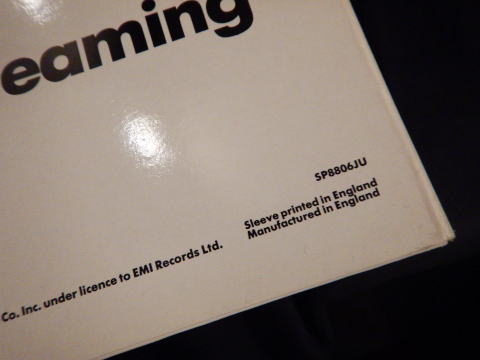 eaming
SP8806JU
Sleeve printed in England
Manufactured in England
Co. Inc. under licence to EMI Records Ltd.